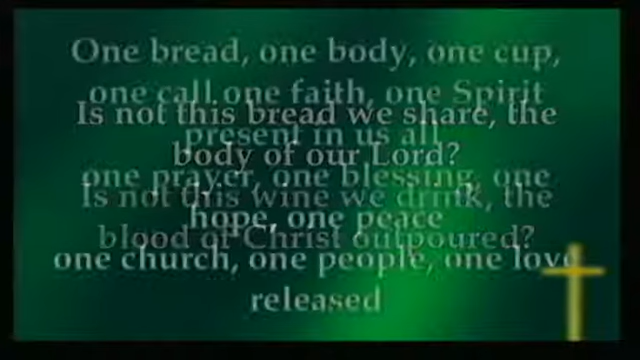 One bread, one body, one cup,
one call one faith, one Spirit
Is not this bread we share, the
present in us all
body of our Lord?
one prayer, one blessing, one
Is not this wine we drink, the
hope, one peace
blood of Christ outpoured?
one church, one people, one love
released